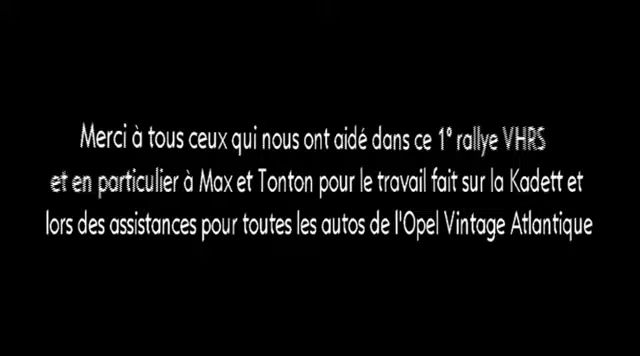 Merci à tous ceux qui nous ont aidé dans ce 1° rallye VHRS
et en particulier à Max et Tonton pour le travail fait sur la Kadett et
lors des assistances pour toutes les autos de l'Opel Vintage Atlantique